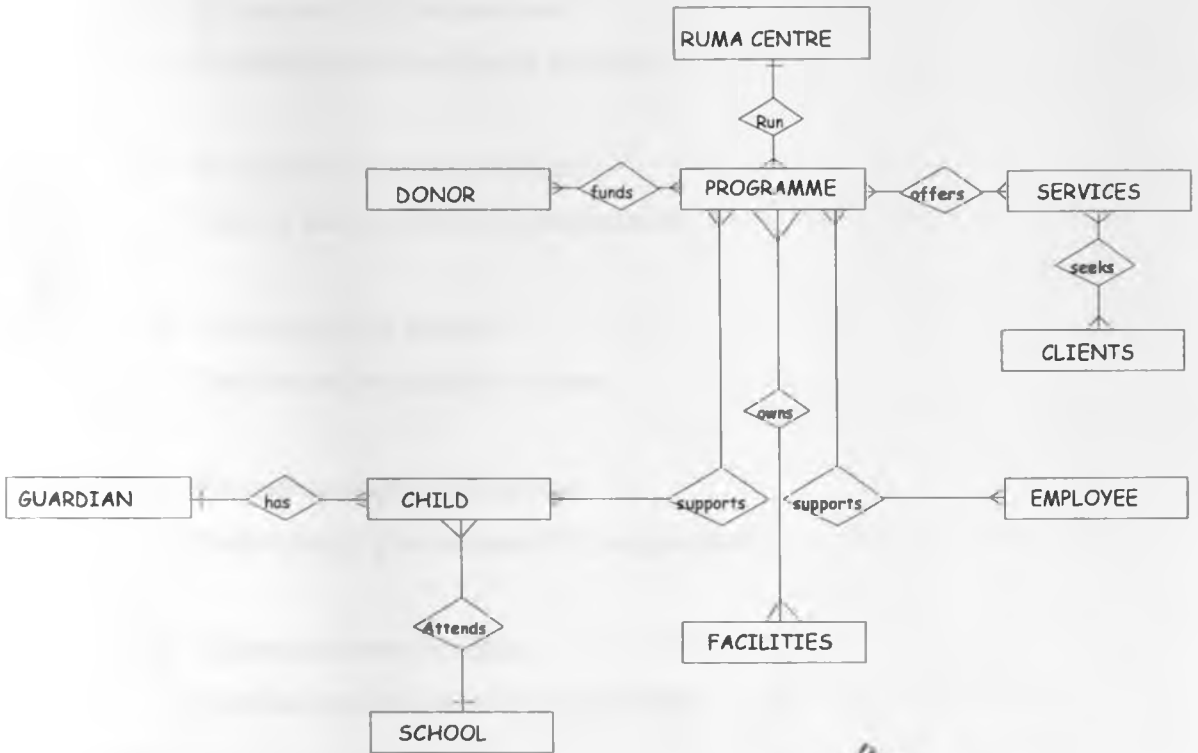 RUMA CENTRE
Run
DONOR
funds
PROGRAMME
offers
SERVICES
seeks
CLIENTS
owns
GUARDIAN
has
CHILD
supports
supports
EMPLOYEE
Attends
FACILITIES
SCHOOL